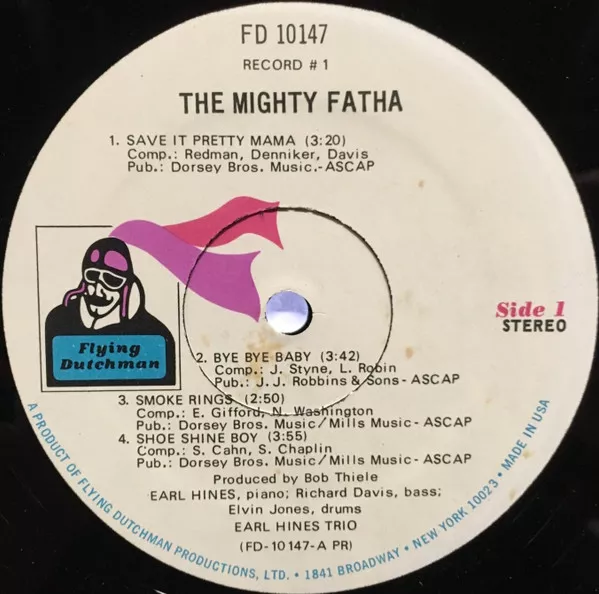 FD 10147
RECORD # 1
THE MIGHTY FATHA
1. SAVE IT PRETTY MAMA (3:20)
Comp.: Redman, Denniker, Davis
Pub.: Dorsey Bros. Music.-ASCAP
Flying
Dutchman
Side 1
STEREO
2. BYE BYE BABY (3:42)
Comp.: J. Styne, L. Robin
Pub.: J.J. Robbins & Sons- ASCAP
3. SMOKE RINGS (2:50)
Comp.: E. Gifford, N. Washington
Pub.: Dorsey Bros. Music/Mills Music- ASCAP
4. SHOE SHINE BOY (3:55)
Comp.: S. Cahn, S. Chaplin
Pub.: Dorsey Bros. Music/ Mills Music - ASCAP
Produced by Bob Thiele
EARL HINES, piano; Richard Davis, bass;
Elvin Jones, drums
EARL HINES TRIO
(FD-10147-A PR)
A PRODUCT OF FLYING DUTCHMAN PRODUCTIONS, LTD. • 1841 BROADWAY • NEW YORK 10023 • MADE IN USA